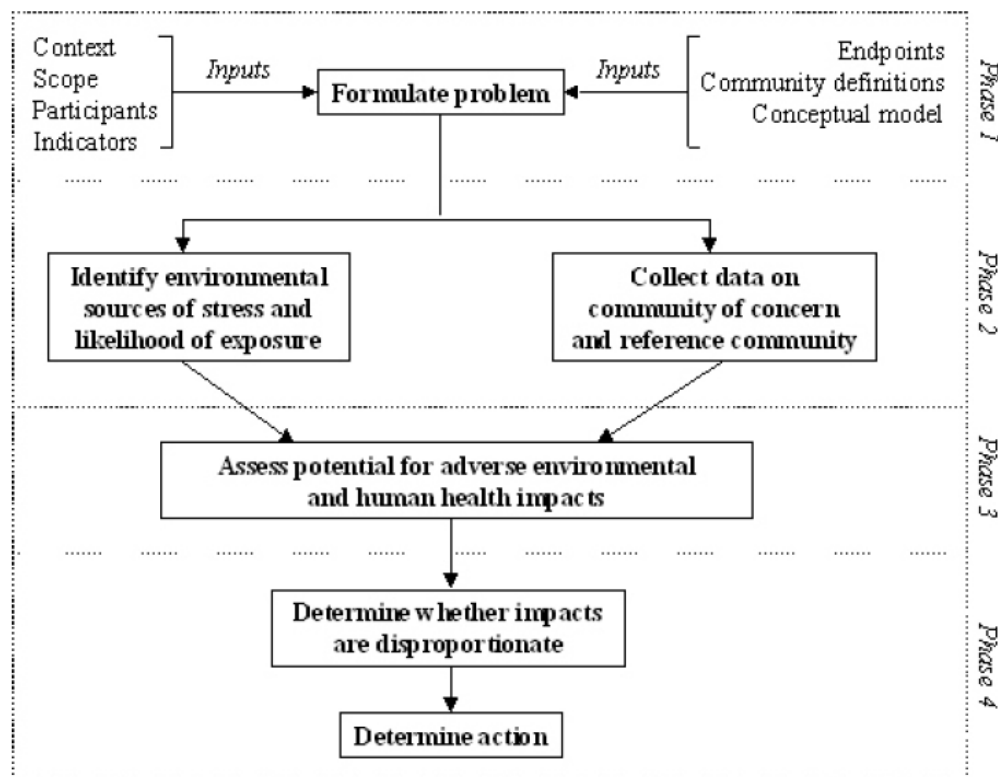 Context
Scope
Participants
Indicators
Inputs
Formulate problem
Inputs
Endpoints
Community definitions
Conceptual model
Phase 1
Identify environmental
sources of stress and
likelihood of exposure
Collect data on
community of concern
and reference community
Phase 2
Assess potential for adverse environmental
and human health impacts
Phase 3
Determine whether impacts
are disproportionate
Determine action
Phase 4